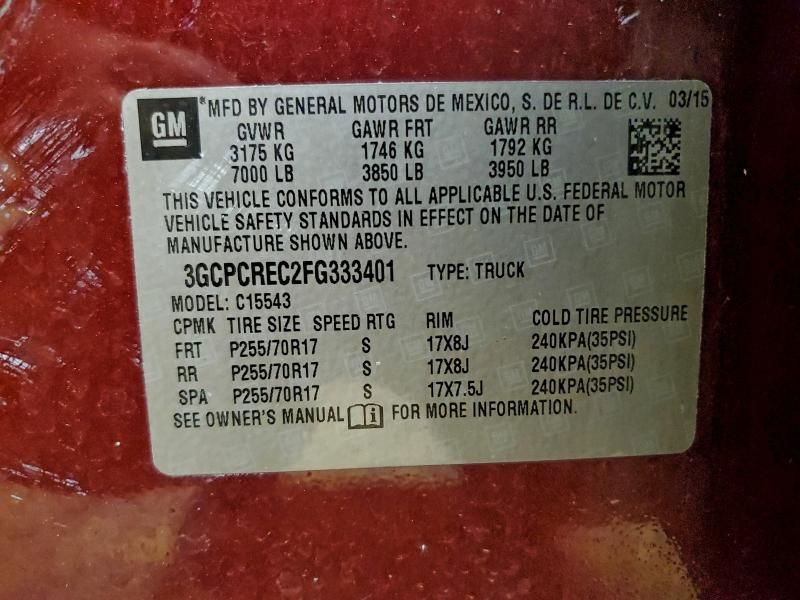 GM *MFD BY GENERAL MOTORS DE MEXICO, S. DE R.L. DE C.V. 03/15
GVWR GAWR FRT GAWR RR
3175 KG 1746 KG 1792 KG
7000 LB 3850 LB 3950 LB
THIS VEHICLE CONFORMS TO ALL APPLICABLE U.S. FEDERAL MOTOR
VEHICLE SAFETY STANDARDS IN EFFECT ON THE DATE OF
MANUFACTURE SHOWN ABOVE.
3GCPCREC2FG333401 TYPE: TRUCK
MODEL: C15543
CPMK TIRE SIZE SPEED RTG RIM COLD TIRE PRESSURE
FRT P255/70R17 S 17X8J 240KPA(35PSI)
RR P255/70R17 S 17X8J 240KPA(35PSI)
SPA P255/70R17 S 17X7.5J 240KPA(35PSI)
SEE OWNER'S MANUAL FOR MORE INFORMATION.